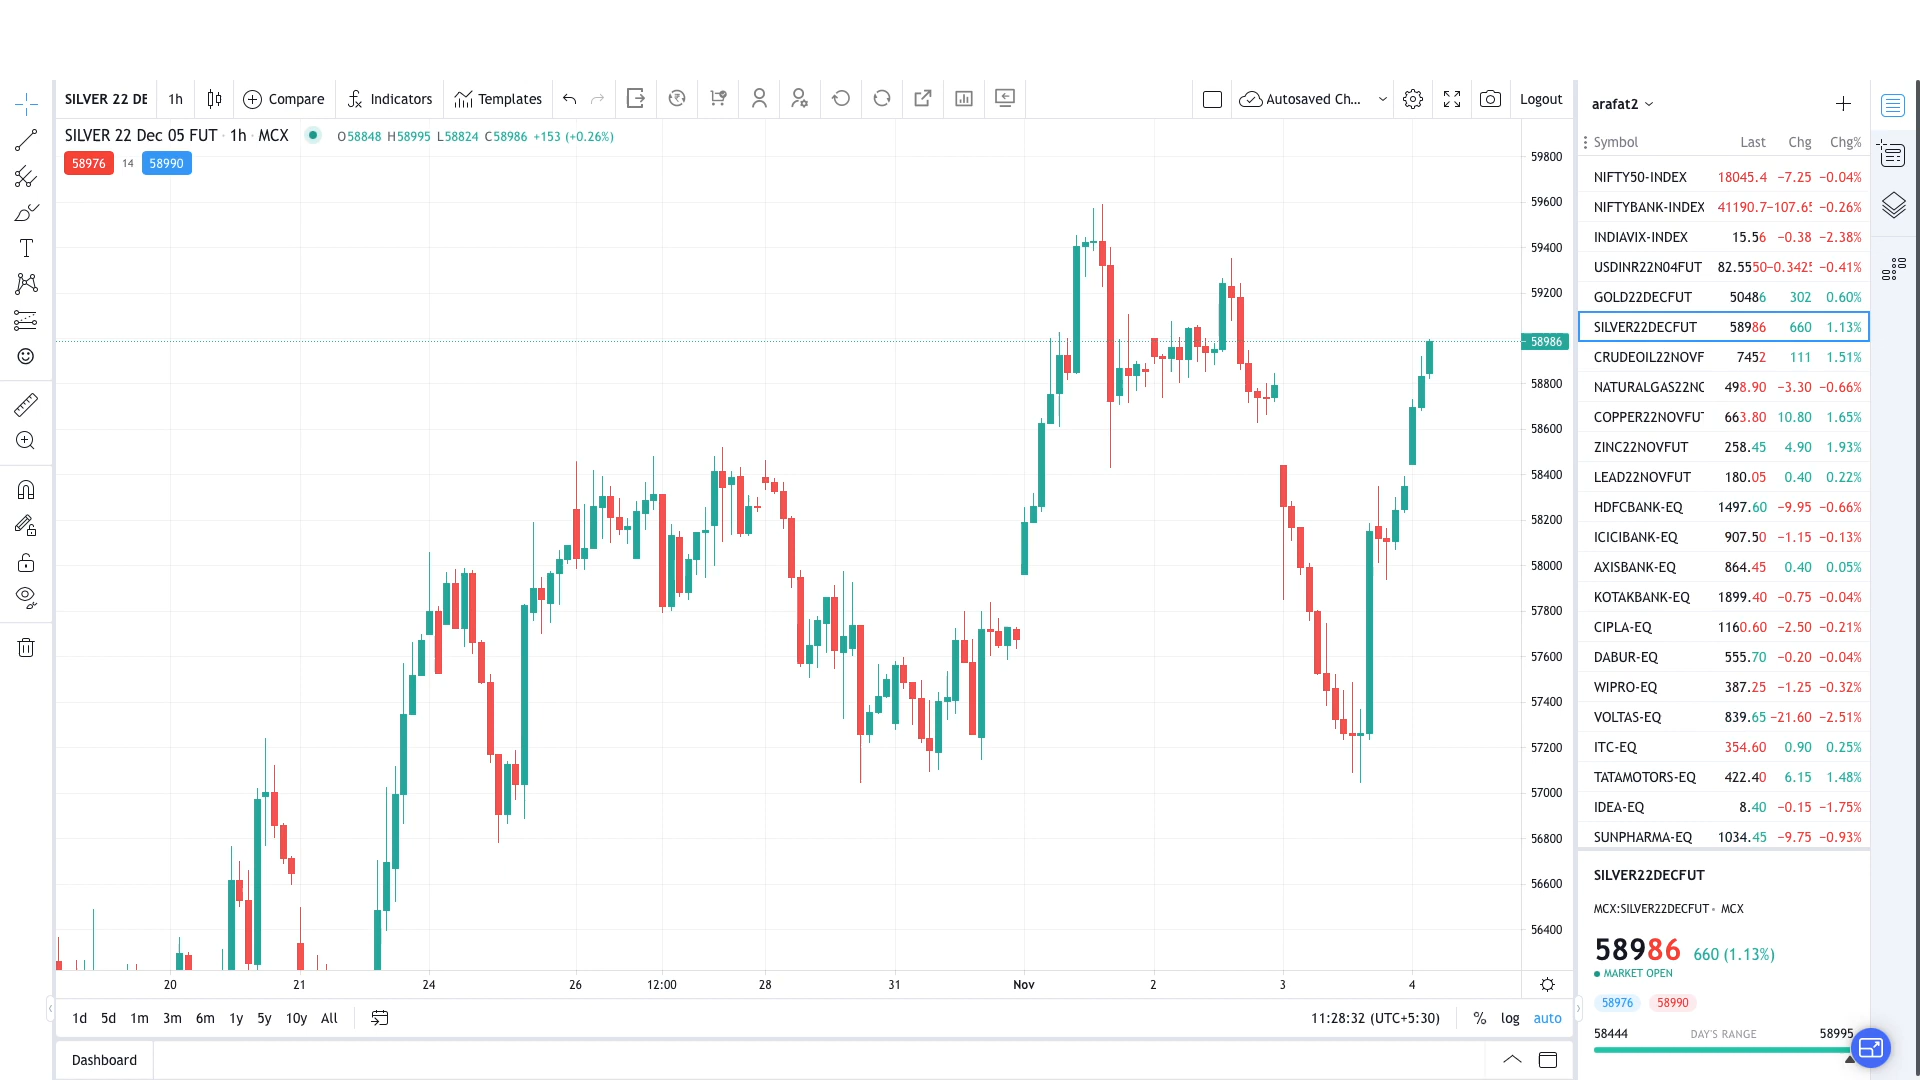 SILVER 22 DE 1h Compare Indicators Templates Autosaved Ch... Logout
SILVER 22 Dec 05 FUT · 1h · MCX O58848 H58995 L58824 C58986 +153 (+0.26%)
58976 14 58990
59800
59600
59400
59200
58986
58800
58600
58400
58200
58000
57800
57600
57400
57200
57000
56800
56600
56400
20 21 24 26 12:00 28 31 Nov 2 3 4
1d 5d 1m 3m 6m 1y 5y 10y All 11:28:32 (UTC+5:30) % log auto
Dashboard
arafat2
Symbol Last Chg Chg%
NIFTY50-INDEX 18045.4 −7.25 −0.04%
NIFTYBANK-INDEX 41190.7 −107.65 −0.26%
INDIAVIX-INDEX 15.56 −0.38 −2.38%
USDINR22N04FUT 82.5550 −0.3425 −0.41%
GOLD22DECFUT 50486 302 0.60%
SILVER22DECFUT 58986 660 1.13%
CRUDEOIL22NOVF 7452 111 1.51%
NATURALGAS22NO 498.90 −3.30 −0.66%
COPPER22NOVFUT 663.80 10.80 1.65%
ZINC22NOVFUT 258.45 4.90 1.93%
LEAD22NOVFUT 180.05 0.40 0.22%
HDFCBANK-EQ 1497.60 −9.95 −0.66%
ICICIBANK-EQ 907.50 −1.15 −0.13%
AXISBANK-EQ 864.45 0.40 0.05%
KOTAKBANK-EQ 1899.40 −0.75 −0.04%
CIPLA-EQ 1160.60 −2.50 −0.21%
DABUR-EQ 555.70 −0.20 −0.04%
WIPRO-EQ 387.25 −1.25 −0.32%
VOLTAS-EQ 839.65 −21.60 −2.51%
ITC-EQ 354.60 0.90 0.25%
TATAMOTORS-EQ 422.40 6.15 1.48%
IDEA-EQ 8.40 −0.15 −1.75%
SUNPHARMA-EQ 1034.45 −9.75 −0.93%
SILVER22DECFUT
MCX:SILVER22DECFUT • MCX
58986 660 (1.13%)
MARKET OPEN
58976 58990
58444 DAY'S RANGE 58995